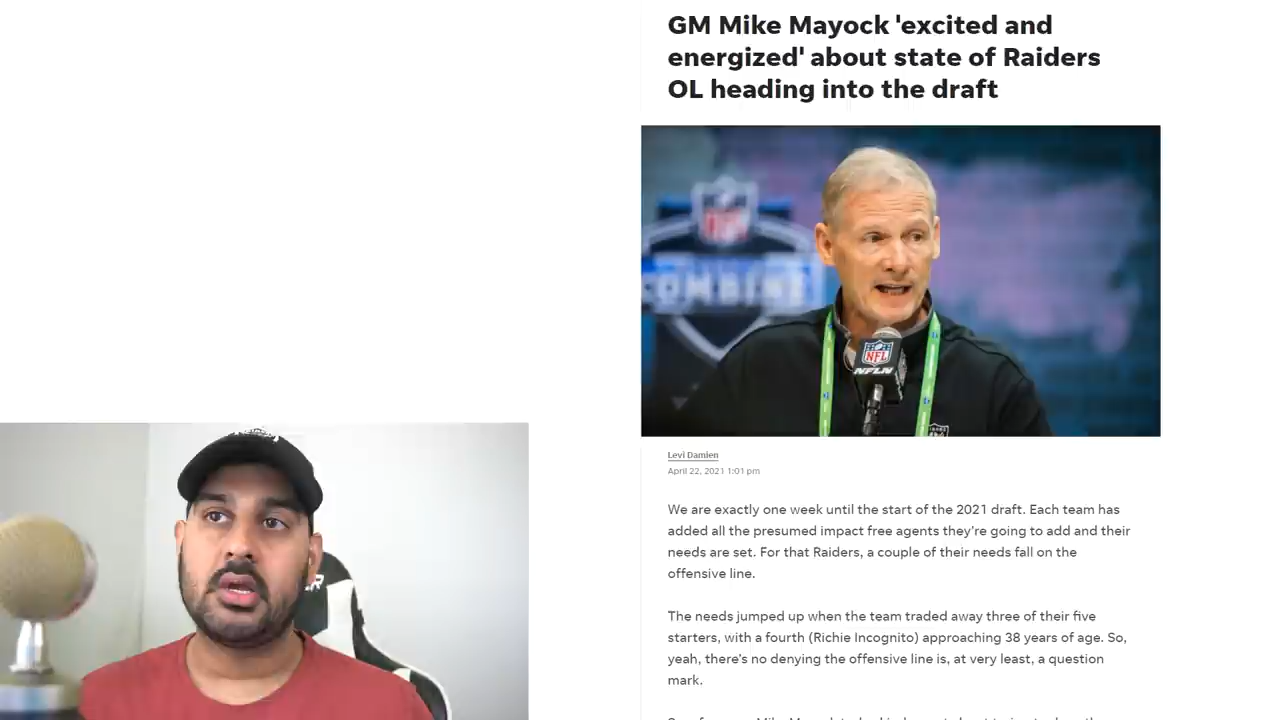 GM Mike Mayock 'excited and
energized' about state of Raiders
OL heading into the draft
NFL
COMBINE
NFL
NFLN
Levi Damien
April 22, 2021 1:01 pm
We are exactly one week until the start of the 2021 draft. Each team has
added all the presumed impact free agents they're going to add and their
needs are set. For that Raiders, a couple of their needs fall on the
offensive line.
The needs jumped up when the team traded away three of their five
starters, with a fourth (Richie Incognito) approaching 38 years of age. So,
yeah, there's no denying the offensive line is, at very least, a question
mark.